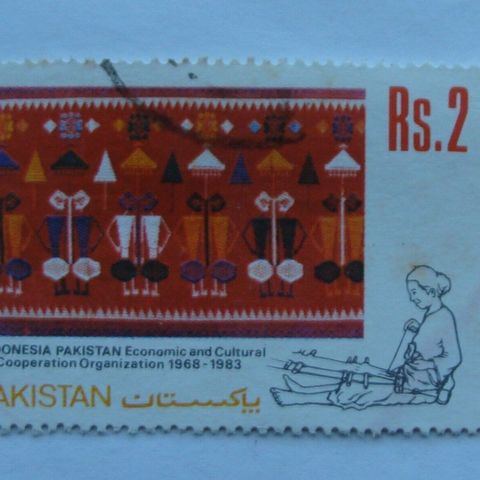 Rs.2
DONESIA PAKISTAN Economic and Cultural
Cooperation Organization 1968-1983
AKISTAN پاکستان